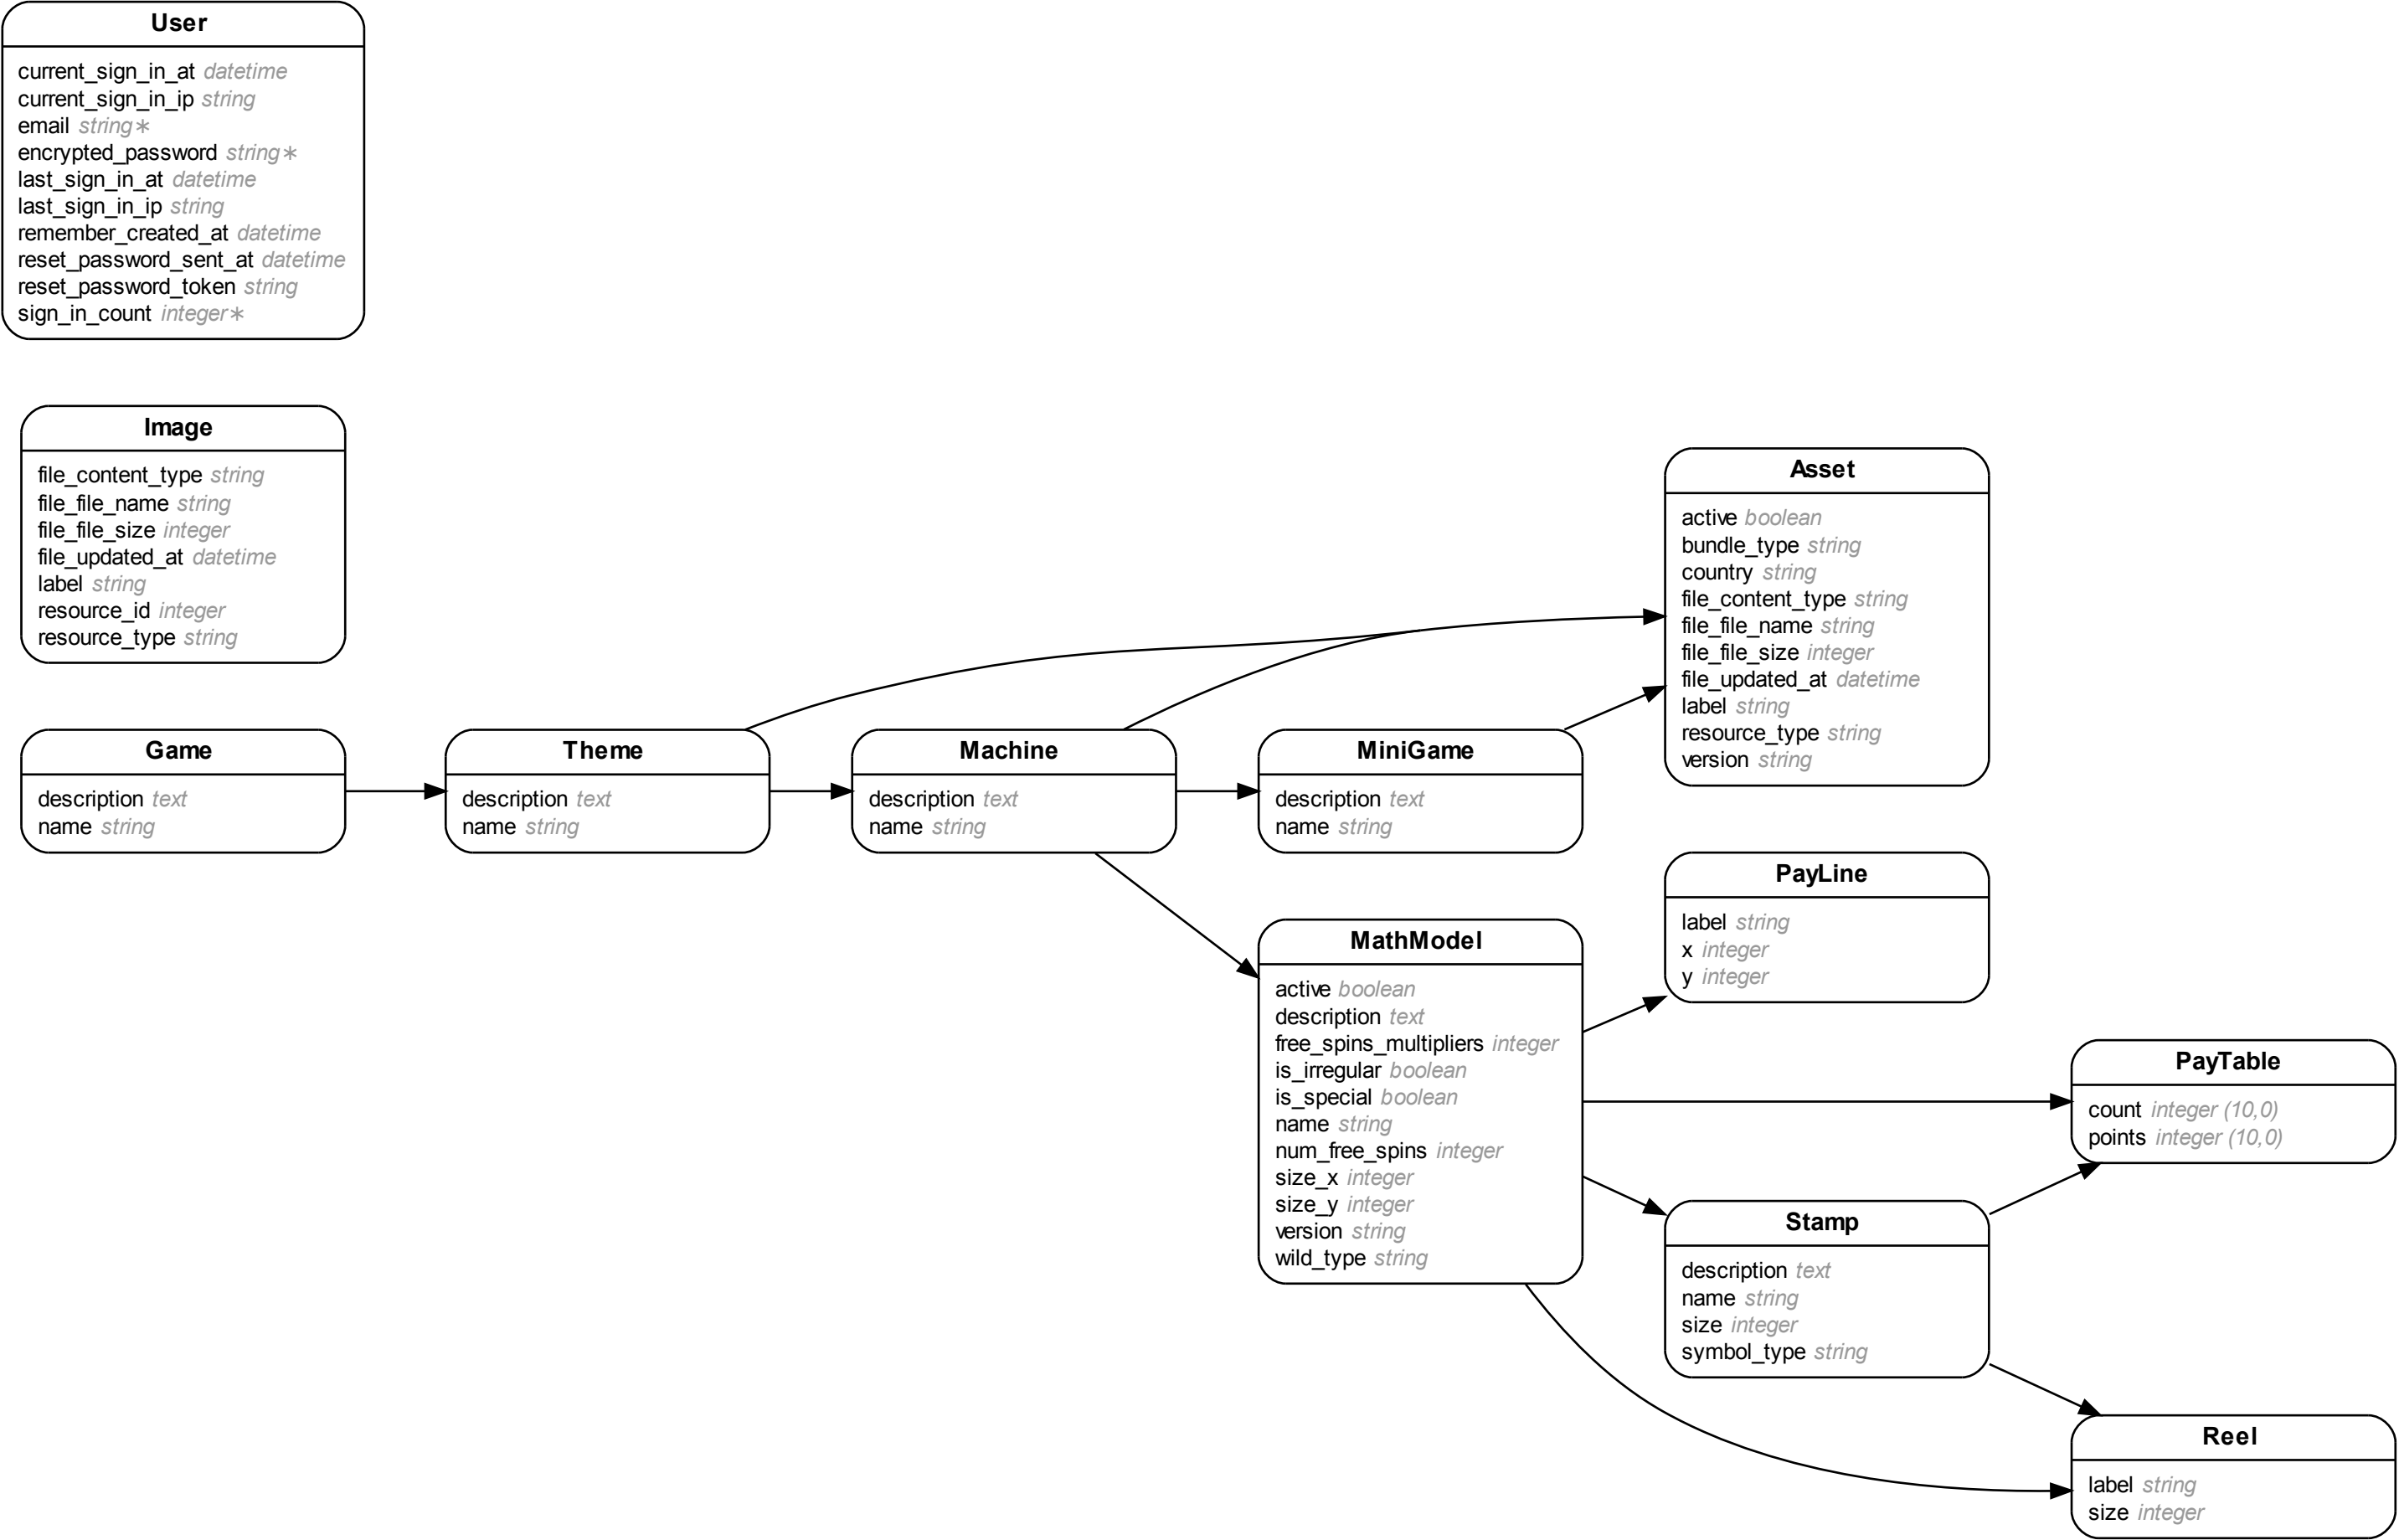 User
current_sign_in_at datetime
current_sign_in_ip string
email string∗
encrypted_password string∗
last_sign_in_at datetime
last_sign_in_ip string
remember_created_at datetime
reset_password_sent_at datetime
reset_password_token string
sign_in_count integer∗
Image
file_content_type string
file_file_name string
file_file_size integer
file_updated_at datetime
label string
resource_id integer
resource_type string
Game
description text
name string
Theme
description text
name string
Machine
description text
name string
MiniGame
description text
name string
Asset
active boolean
bundle_type string
country string
file_content_type string
file_file_name string
file_file_size integer
file_updated_at datetime
label string
resource_type string
version string
MathModel
active boolean
description text
free_spins_multipliers integer
is_irregular boolean
is_special boolean
name string
num_free_spins integer
size_x integer
size_y integer
version string
wild_type string
PayLine
label string
x integer
y integer
PayTable
count integer (10,0)
points integer (10,0)
Stamp
description text
name string
size integer
symbol_type string
Reel
label string
size integer